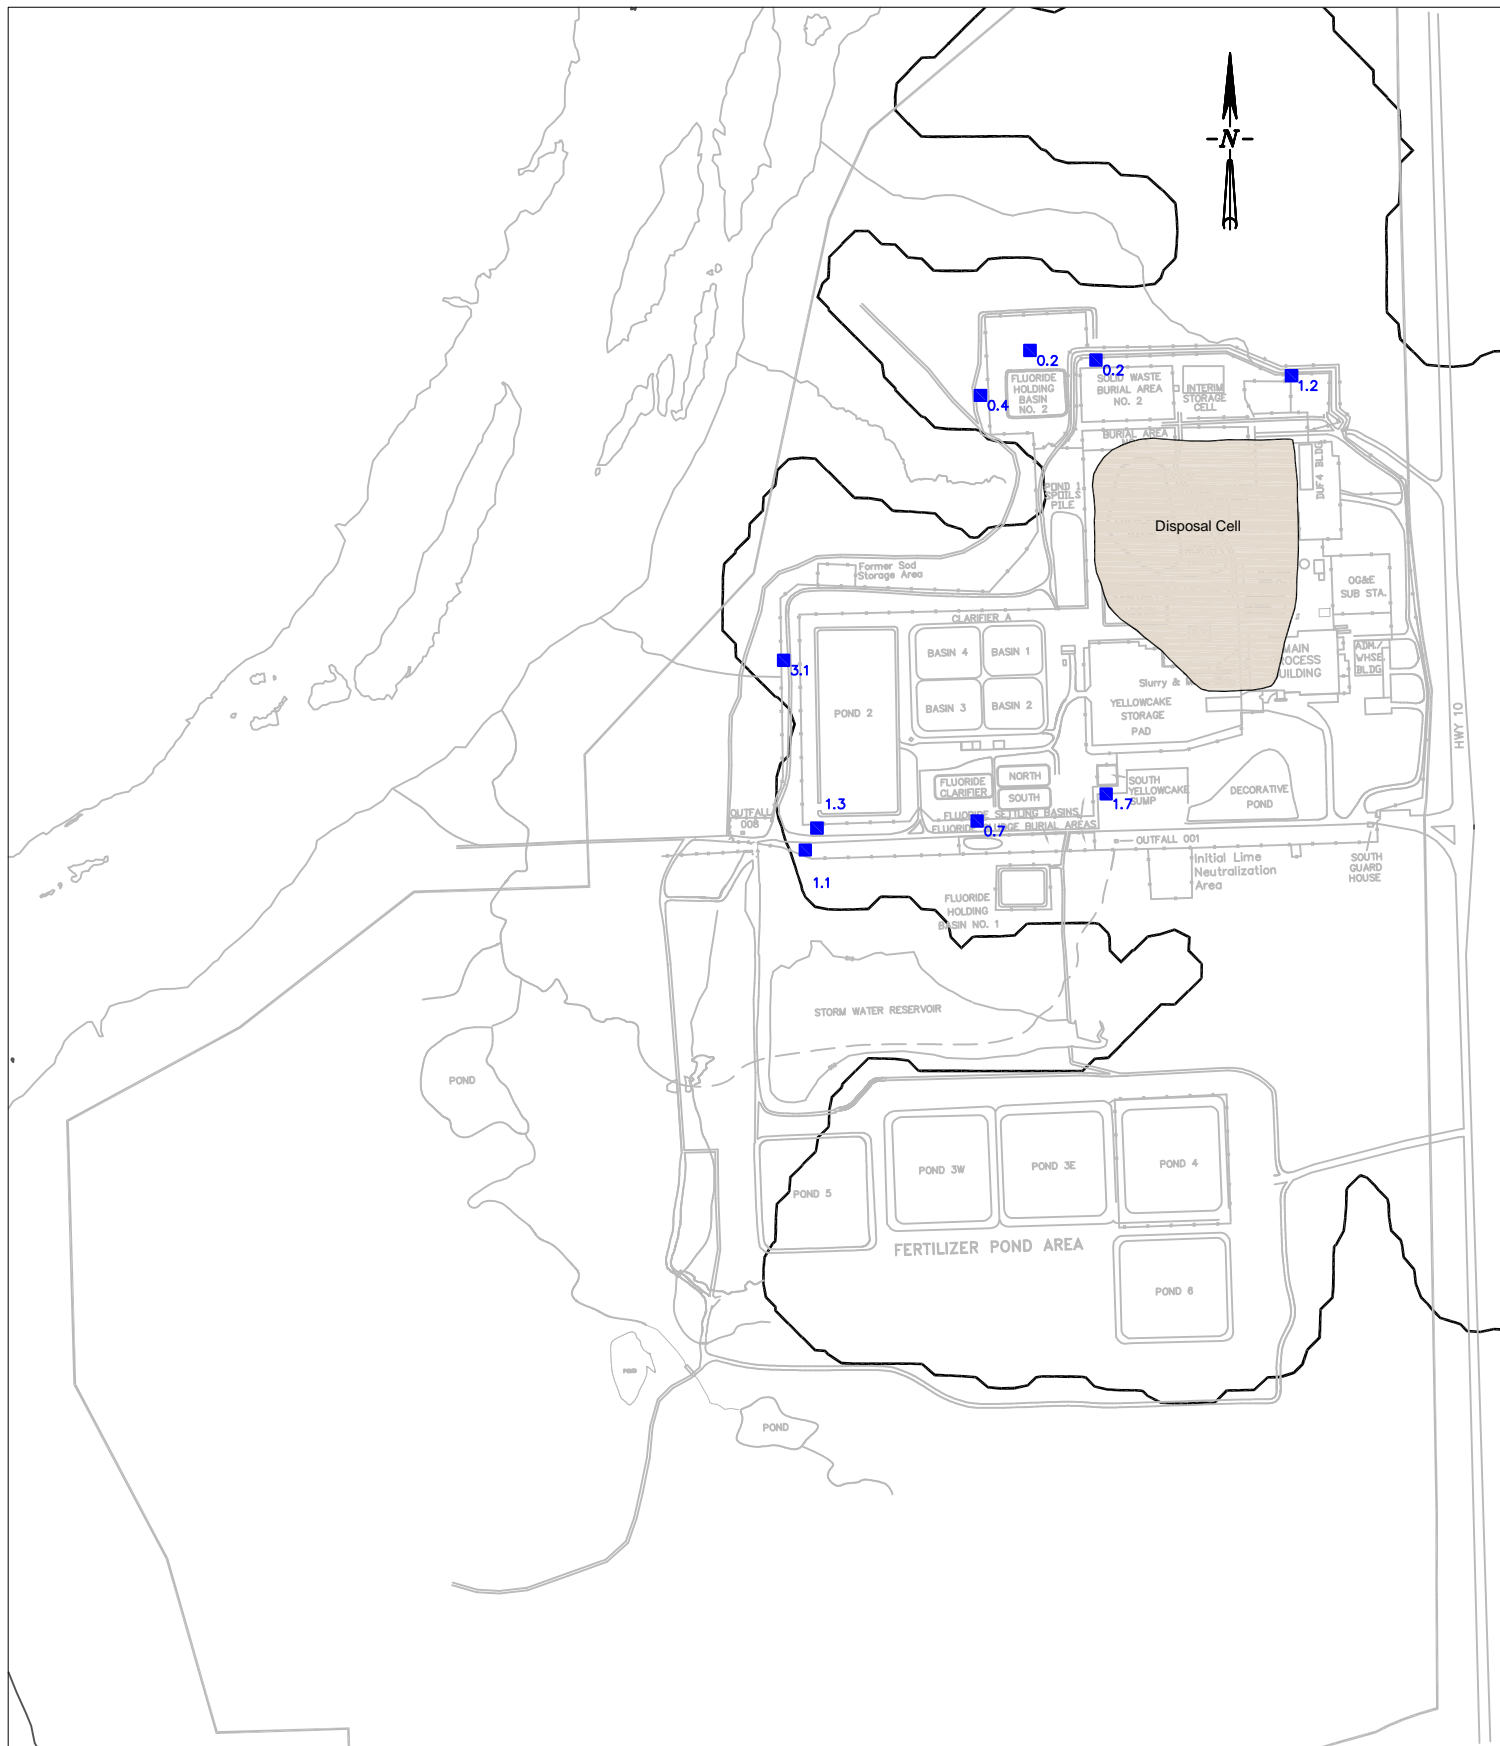 -N-
0.2
0.2
1.2
0.4
FLUORIDE
HOLDING
BASIN
NO. 2
SOLID WASTE
BURIAL AREA
NO. 2
INTERIM
STORAGE
CELL
BURIAL AREA
DUF4 BLDG
POND 1
SPOILS
PILE
Disposal Cell
Former Sod
Storage Area
OG&E
SUB STA.
CLARIFIER A
BASIN 4
BASIN 1
BASIN 3
BASIN 2
3.1
POND 2
MAIN
ROCESS
UILDING
ADM./
WHSE.
BLDG
Slurry & M
YELLOWCAKE
STORAGE
PAD
HWY 10
FLUORIDE
CLARIFIER
NORTH
SOUTH
SOUTH
YELLOWCAKE
SUMP
1.7
DECORATIVE
POND
1.3
OUTFALL
008
FLUORIDE SETTLING BASINS
0.7
OUTFALL 001
1.1
Initial Lime
Neutralization
Area
SOUTH
GUARD
HOUSE
FLUORIDE
HOLDING
BASIN NO. 1
STORM WATER RESERVOIR
POND
POND 5
POND 3W
POND 3E
POND 4
FERTILIZER POND AREA
POND 6
POND
POND